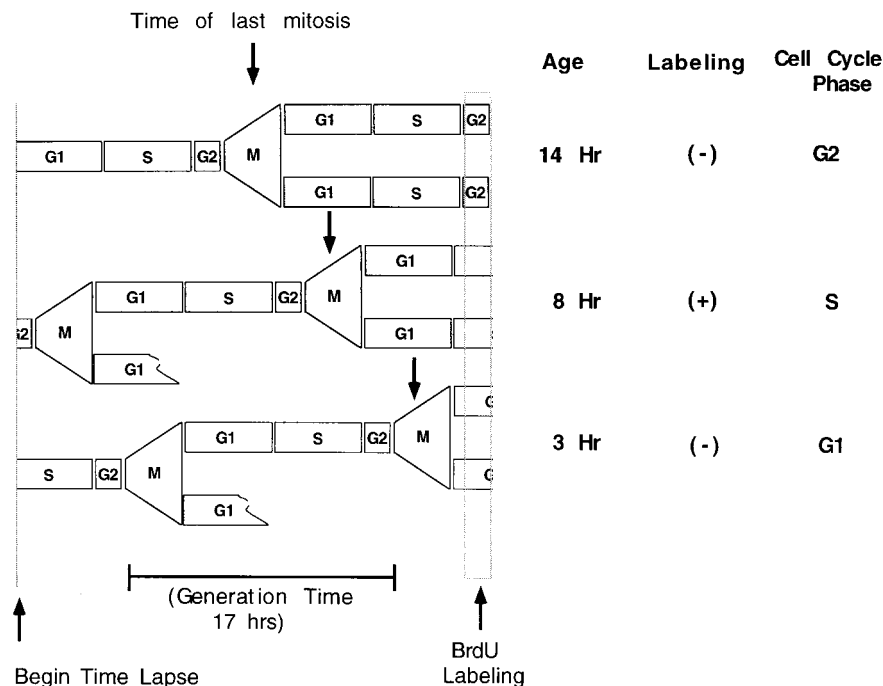 Time of last mitosis
Age Labeling Cell Cycle
Phase
G1 S G2
G1 S G2 M 14 Hr (-) G2
G1 S G2
G1
G1 S G2 M 8 Hr (+) S
G2 M G1
G1
G
G1 S G2 M 3 Hr (-) G1
S G2 M G
G1
(Generation Time
17 hrs)
BrdU
Labeling
Begin Time Lapse